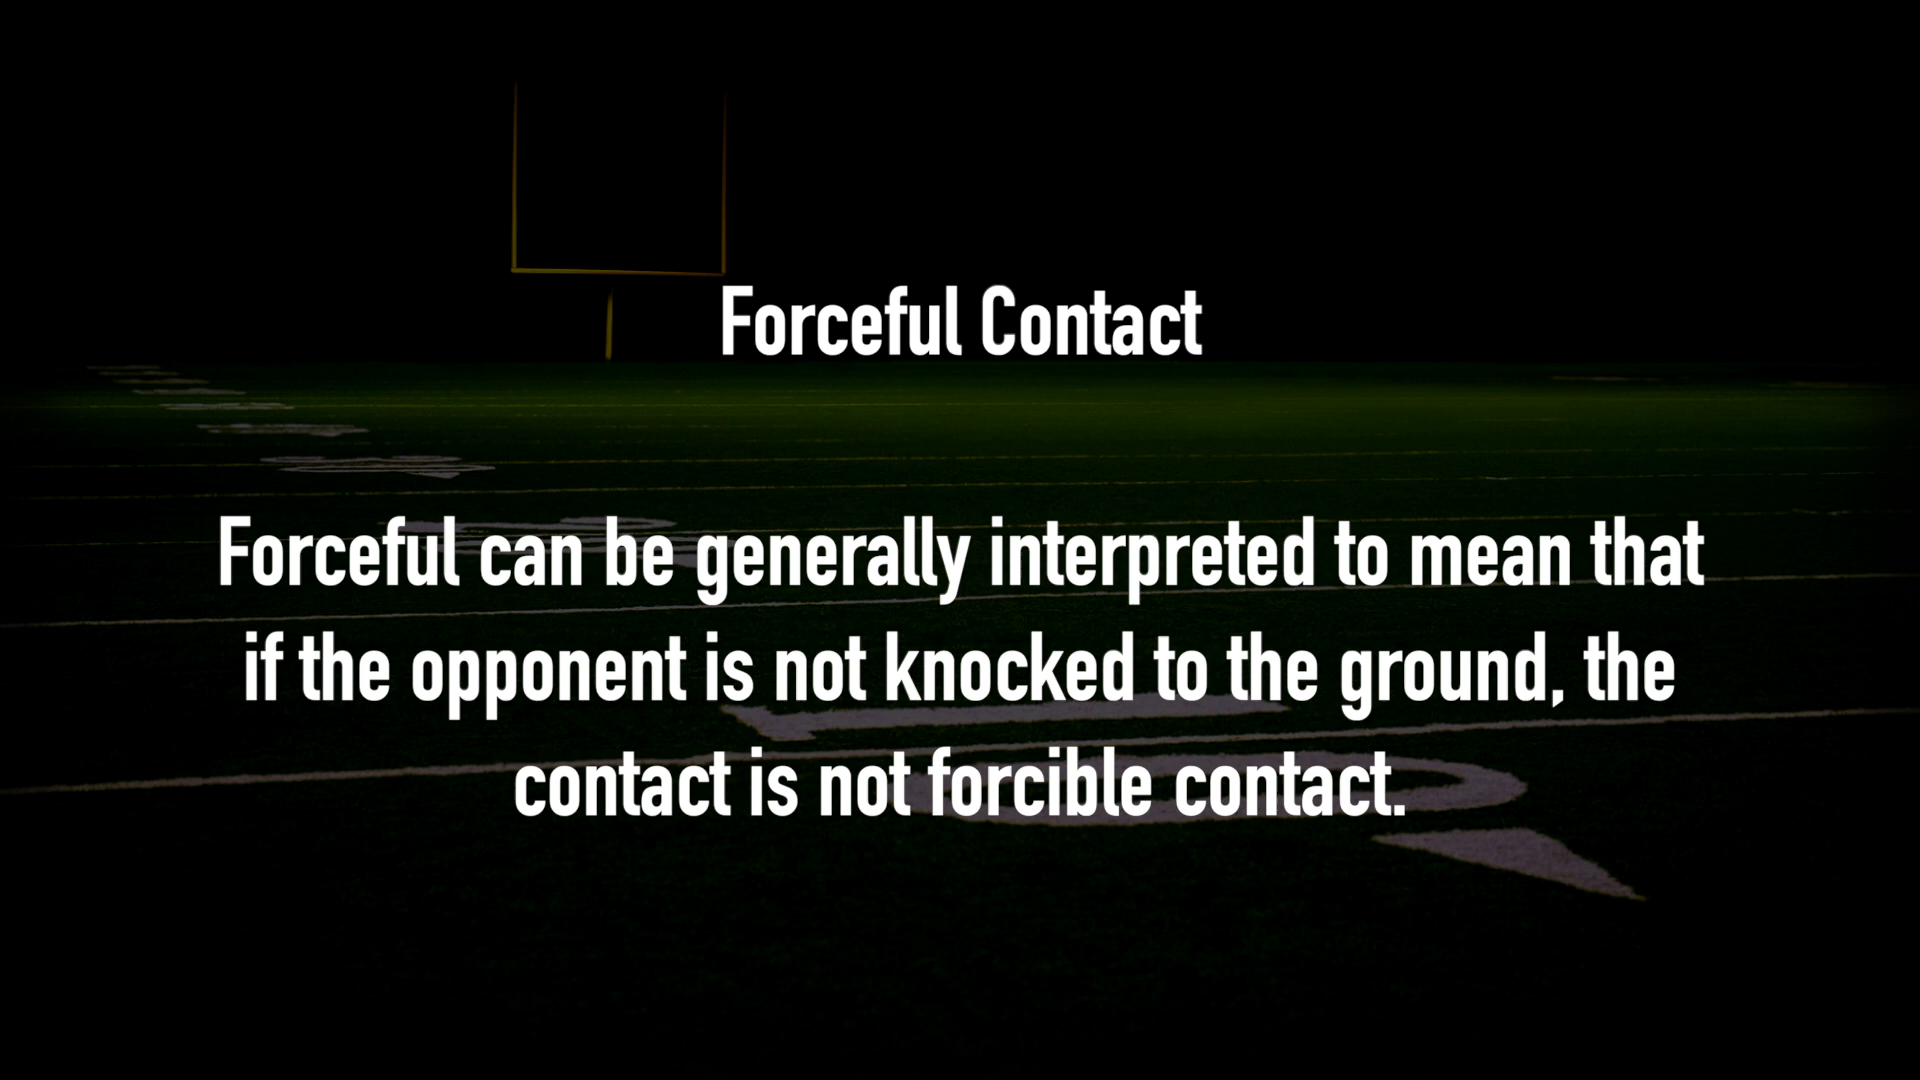 Forceful Contact
Forceful can be generally interpreted to mean that
if the opponent is not knocked to the ground, the
contact is not forcible contact.